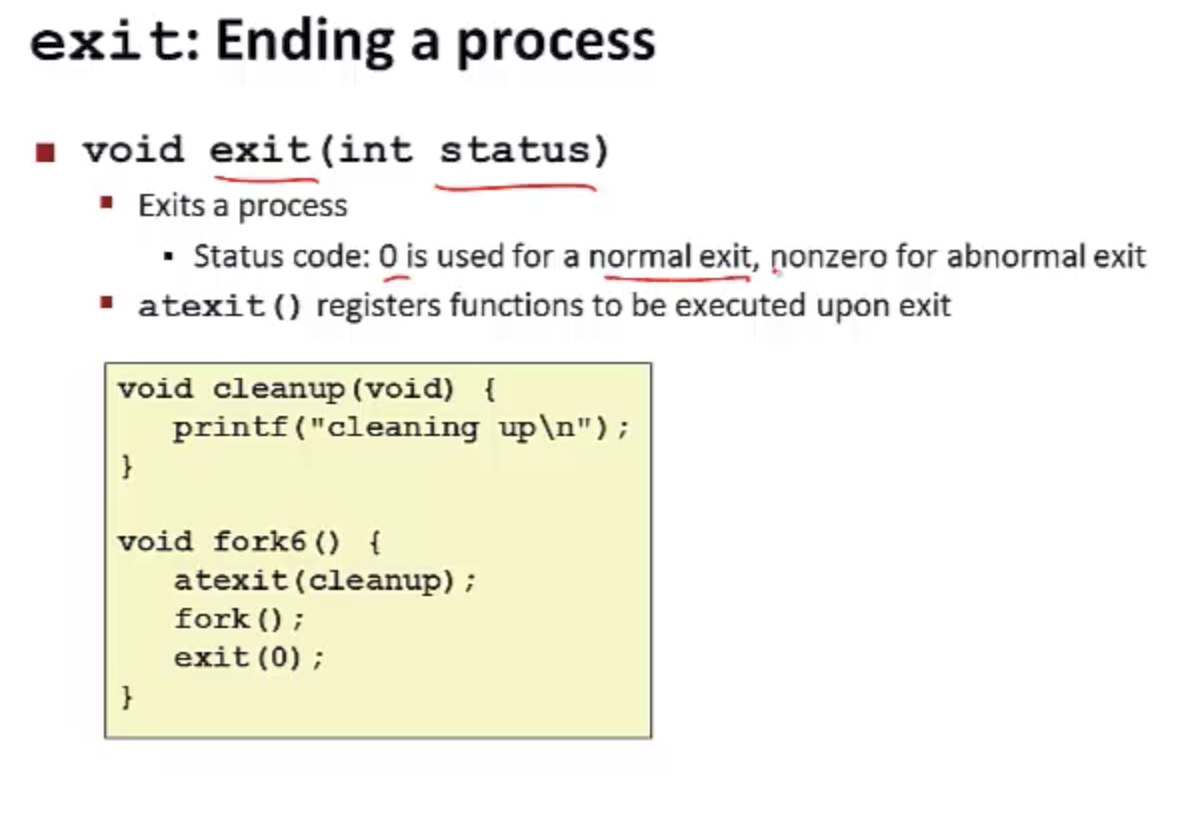 exit: Ending a process
void exit(int status)
Exits a process
Status code: 0 is used for a normal exit, nonzero for abnormal exit
atexit() registers functions to be executed upon exit
void cleanup(void) {
printf("cleaning up\n");
}
void fork6() {
atexit(cleanup);
fork();
exit(0);
}